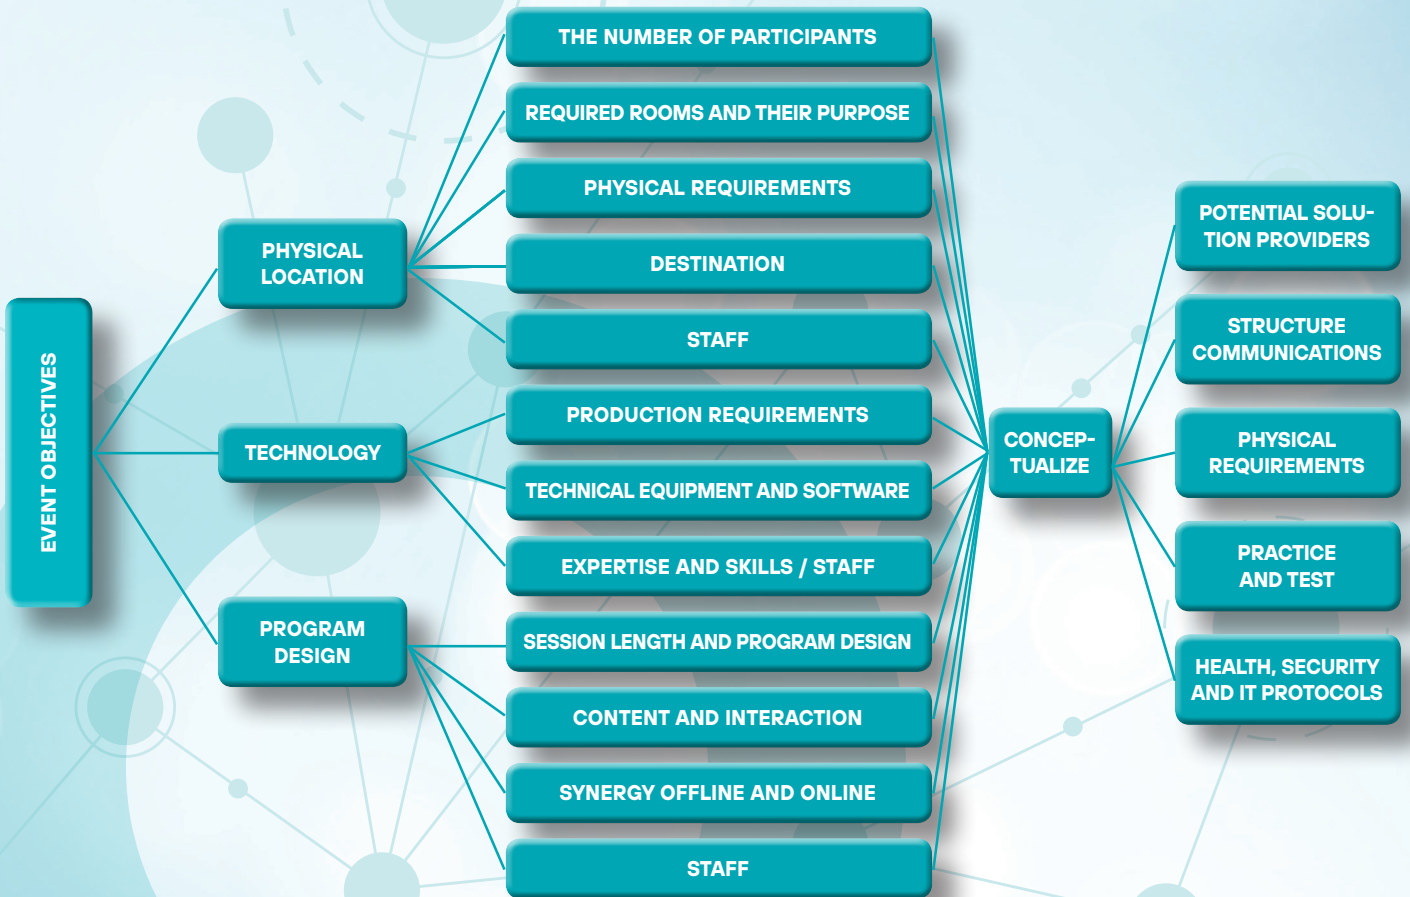 EVENT OBJECTIVES
PHYSICAL
LOCATION
TECHNOLOGY
PROGRAM
DESIGN
THE NUMBER OF PARTICIPANTS
REQUIRED ROOMS AND THEIR PURPOSE
PHYSICAL REQUIREMENTS
DESTINATION
STAFF
PRODUCTION REQUIREMENTS
TECHNICAL EQUIPMENT AND SOFTWARE
EXPERTISE AND SKILLS / STAFF
SESSION LENGTH AND PROGRAM DESIGN
CONTENT AND INTERACTION
SYNERGY OFFLINE AND ONLINE
STAFF
CONCEP-
TUALIZE
POTENTIAL SOLU-
TION PROVIDERS
STRUCTURE
COMMUNICATIONS
PHYSICAL
REQUIREMENTS
PRACTICE
AND TEST
HEALTH, SECURITY
AND IT PROTOCOLS